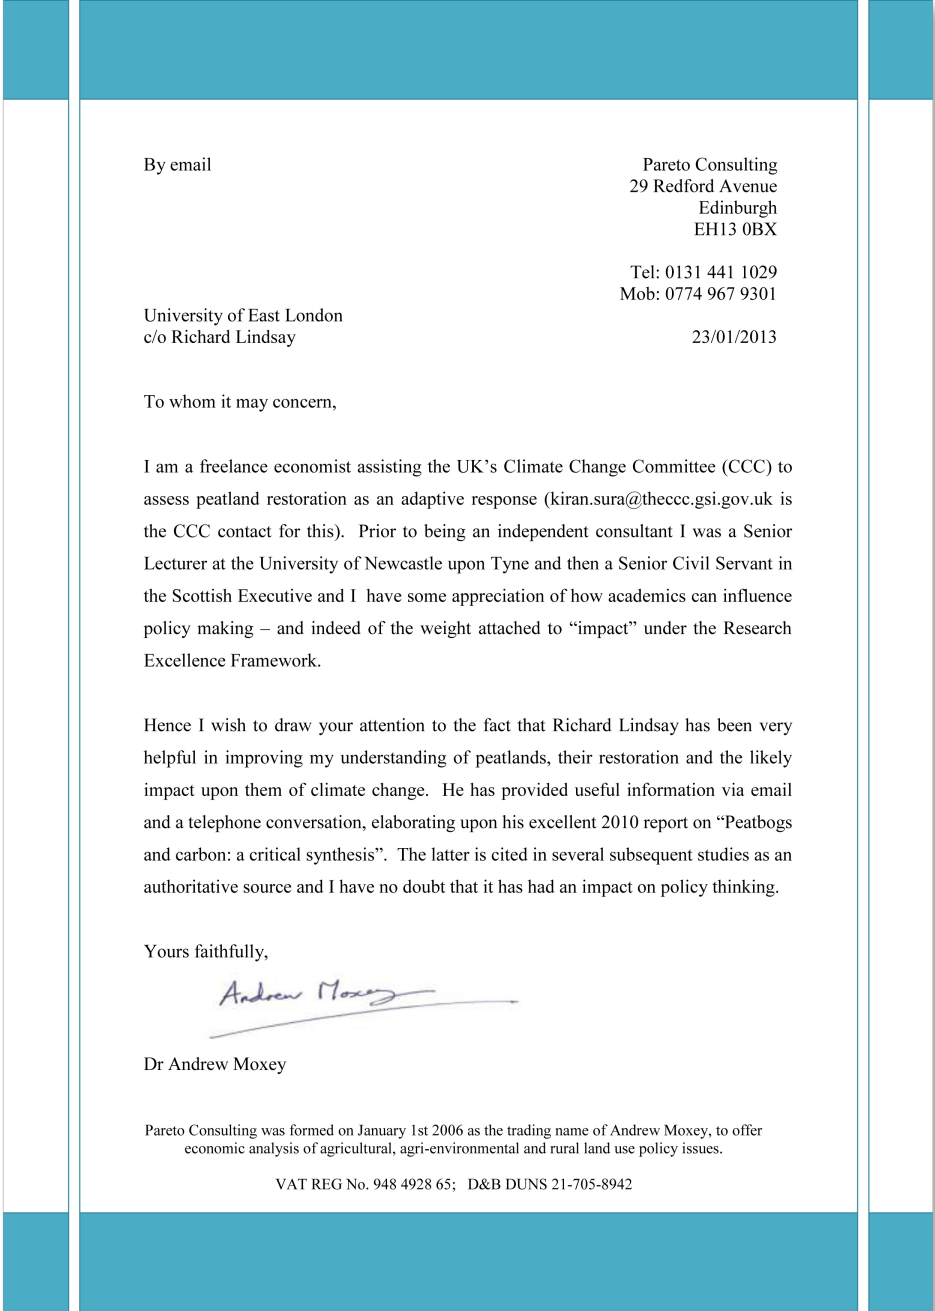 By email
Pareto Consulting
29 Redford Avenue
Edinburgh
EH13 0BX
Tel: 0131 441 1029
Mob: 0774 967 9301
University of East London
c/o Richard Lindsay
23/01/2013
To whom it may concern,
I am a freelance economist assisting the UK’s Climate Change Committee (CCC) to
assess peatland restoration as an adaptive response (kiran.sura@theccc.gsi.gov.uk is
the CCC contact for this).  Prior to being an independent consultant I was a Senior
Lecturer at the University of Newcastle upon Tyne and then a Senior Civil Servant in
the Scottish Executive and I  have some appreciation of how academics can influence
policy making – and indeed of the weight attached to “impact” under the Research
Excellence Framework.
Hence I wish to draw your attention to the fact that Richard Lindsay has been very
helpful in improving my understanding of peatlands, their restoration and the likely
impact upon them of climate change.  He has provided useful information via email
and a telephone conversation, elaborating upon his excellent 2010 report on “Peatbogs
and carbon: a critical synthesis”.  The latter is cited in several subsequent studies as an
authoritative source and I have no doubt that it has had an impact on policy thinking.
Yours faithfully,
Andrew Moxey
Dr Andrew Moxey
Pareto Consulting was formed on January 1st 2006 as the trading name of Andrew Moxey, to offer
economic analysis of agricultural, agri-environmental and rural land use policy issues.
VAT REG No. 948 4928 65;   D&B DUNS 21-705-8942